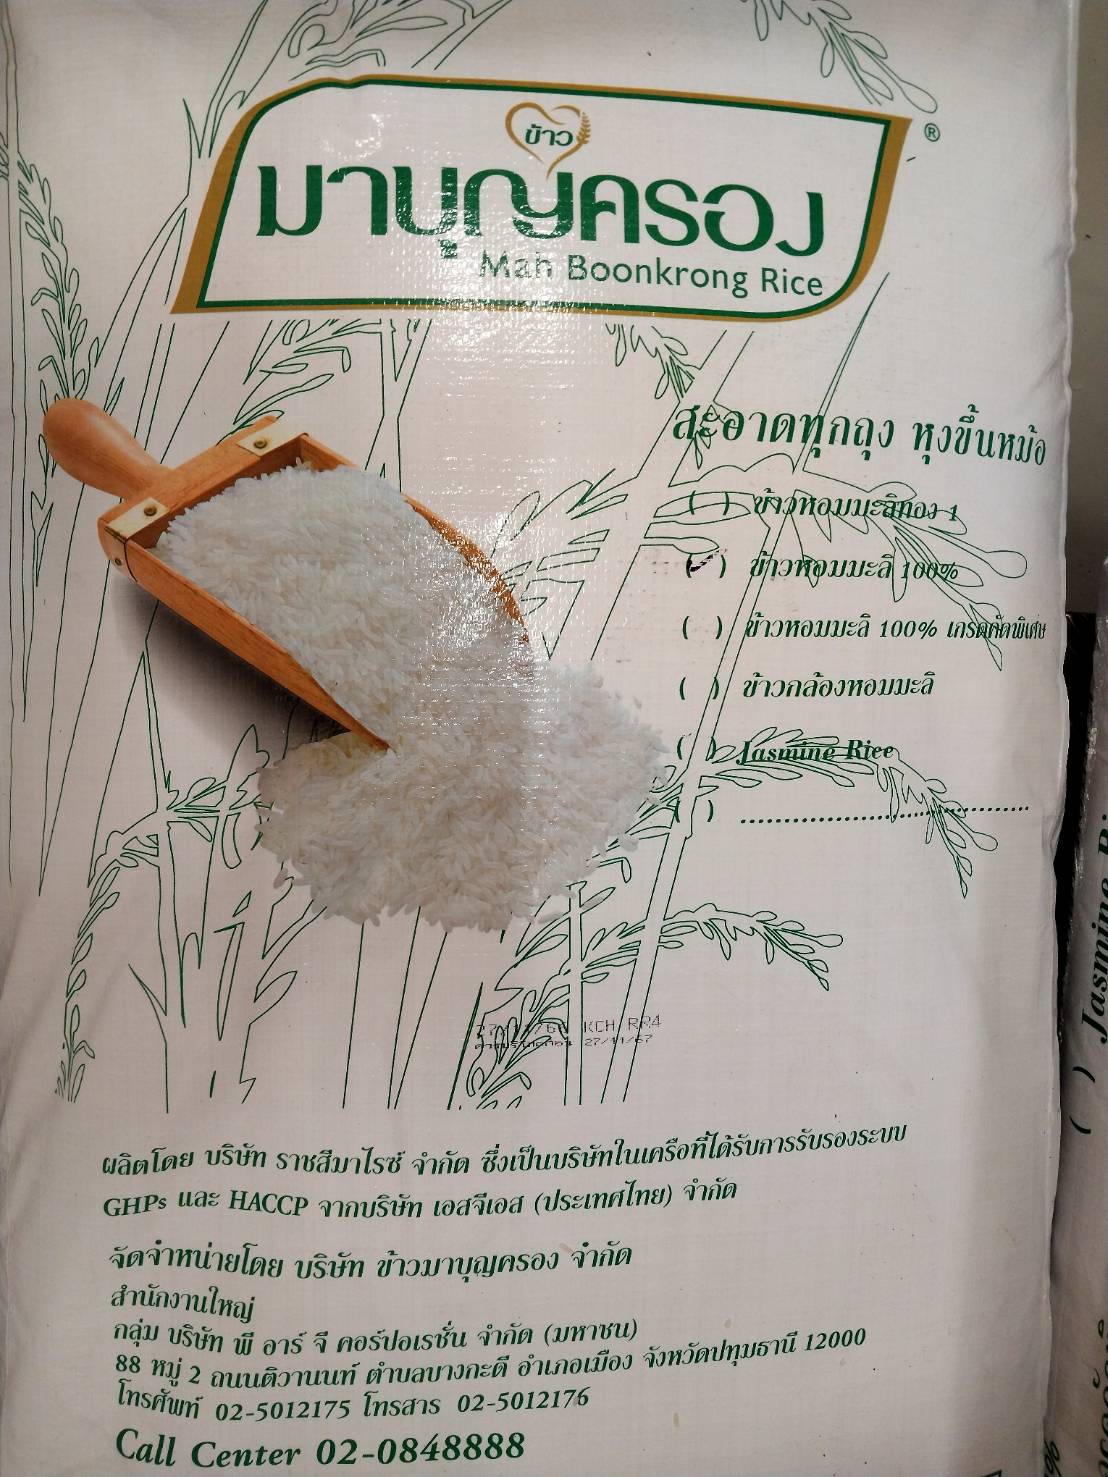 ข้าว
มาบุญครอง
®
Mah Boonkrong Rice
สะอาดทุกถุง หุงขึ้นหม้อ
( ) ข้าวหอมมะลิทอง 1
(✓) ข้าวหอมมะลิ 100%
( ) ข้าวหอมมะลิ 100% เกรดคัดพิเศษ
( ) ข้าวกล้องหอมมะลิ
( ) Jasmine Rice
( ) ........................................
27/11/66 KCH RR4
27/11/67
ผลิตโดย บริษัท ราชสีมาไรซ์ จำกัด ซึ่งเป็นบริษัทในเครือที่ได้รับการรับรองระบบ
GHPs และ HACCP จากบริษัท เอสจีเอส (ประเทศไทย) จำกัด
จัดจำหน่ายโดย บริษัท ข้าวมาบุญครอง จำกัด
สำนักงานใหญ่
กลุ่ม บริษัท พี อาร์ จี คอร์ปอเรชั่น จำกัด (มหาชน)
88 หมู่ 2 ถนนติวานนท์ ตำบลบางกะดี อำเภอเมือง จังหวัดปทุมธานี 12000
โทรศัพท์ 02-5012175 โทรสาร 02-5012176
Call Center 02-0848888
( ) Jasmine